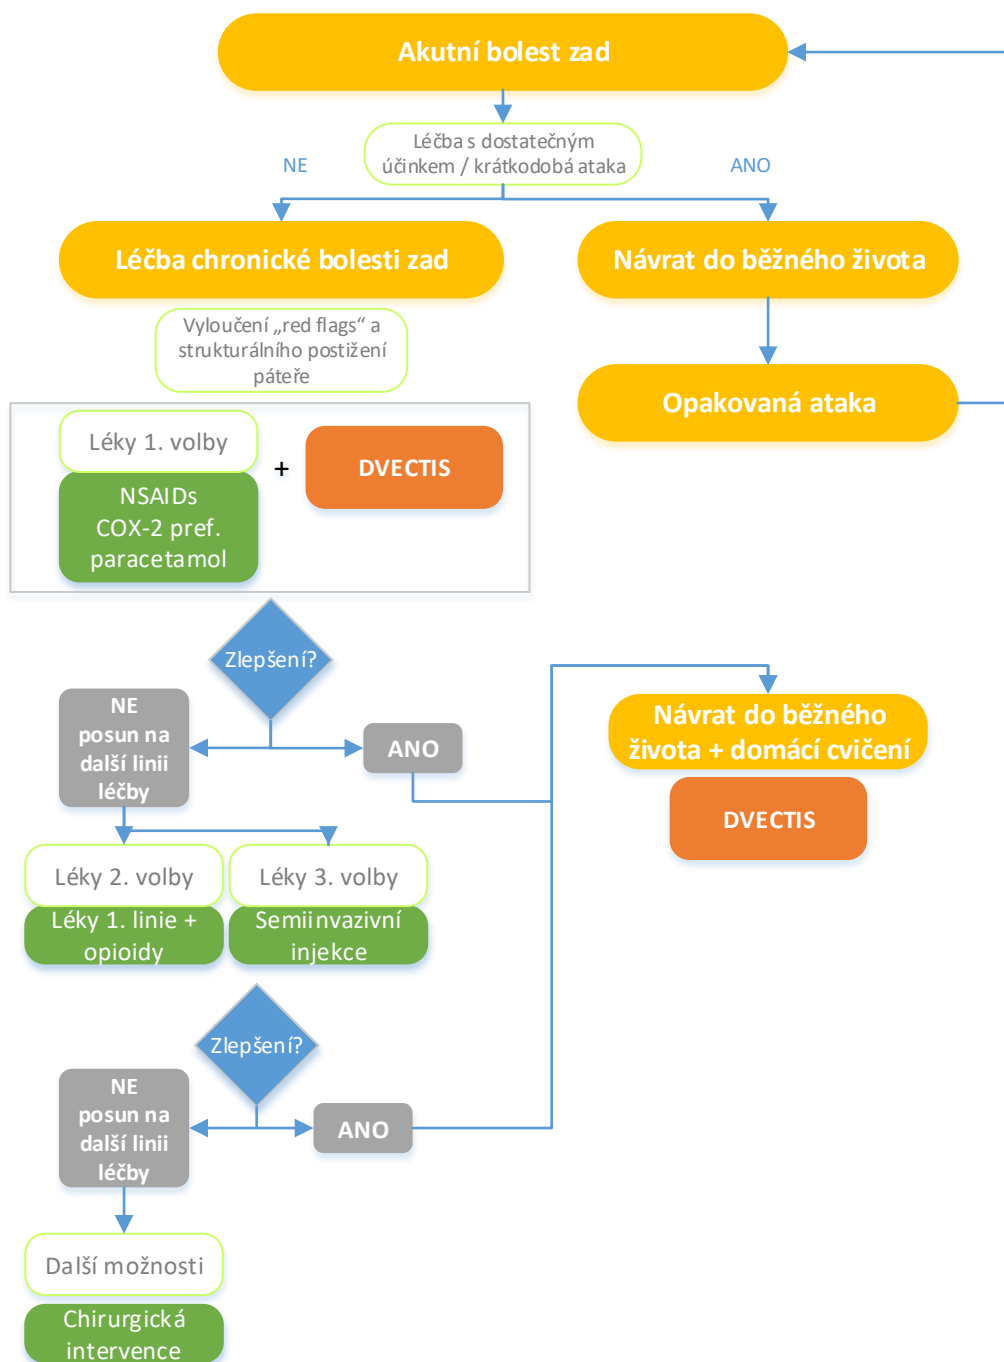 Akutní bolest zad
Léčba s dostatečným
účinkem / krátkodobá ataka
NE
ANO
Léčba chronické bolesti zad
Návrat do běžného života
Vyloučení „red flags“ a
strukturálního postižení
páteře
Opakovaná ataka
Léky 1. volby
+
DVECTIS
NSAIDs
COX-2 pref.
paracetamol
Zlepšení?
NE
posun na
další linii
léčby
ANO
Návrat do běžného
života + domácí cvičení
DVECTIS
Léky 2. volby
Léky 3. volby
Léky 1. linie +
opioidy
Semiinvazivní
injekce
Zlepšení?
NE
posun na
další linii
léčby
ANO
Další možnosti
Chirurgická
intervence